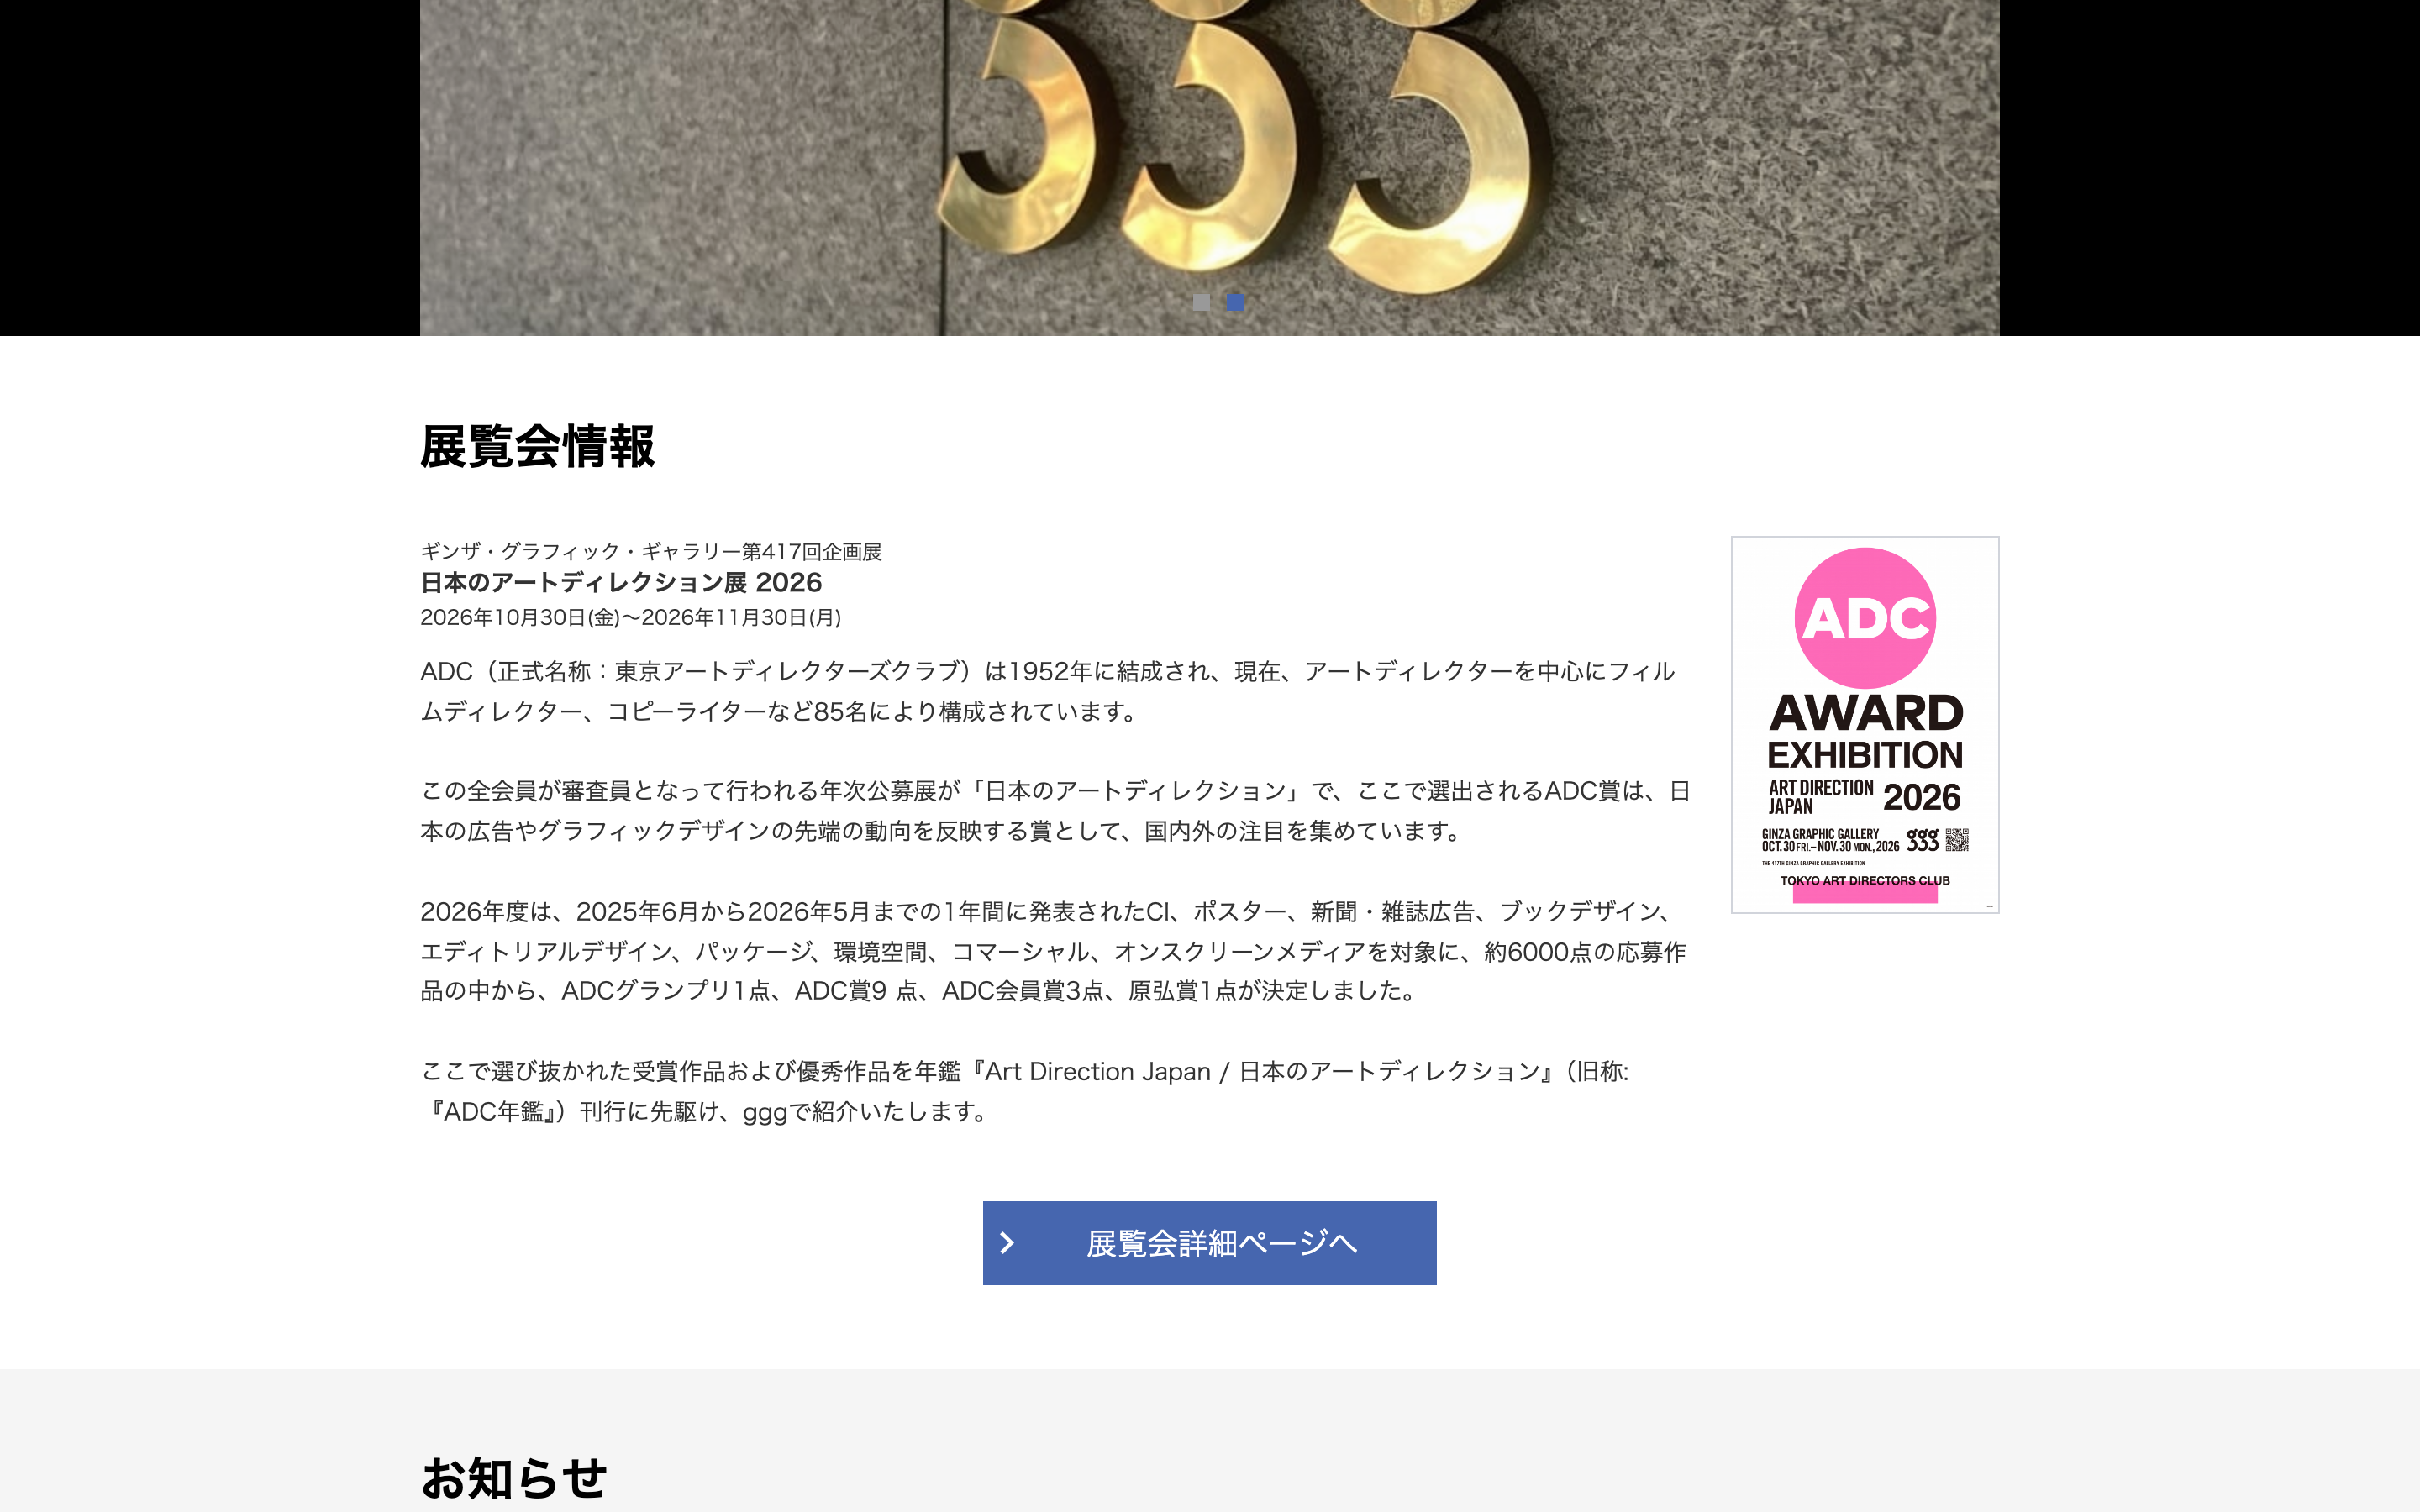 ggg
展覧会情報
ギンザ・グラフィック・ギャラリー第417回企画展
日本のアートディレクション展 2026
2026年10月30日(金)〜2026年11月30日(月)
ADC（正式名称：東京アートディレクターズクラブ）は1952年に結成され、現在、アートディレクターを中心にフィル
ムディレクター、コピーライターなど85名により構成されています。
この全会員が審査員となって行われる年次公募展が「日本のアートディレクション」で、ここで選出されるADC賞は、日
本の広告やグラフィックデザインの先端の動向を反映する賞として、国内外の注目を集めています。
2026年度は、2025年6月から2026年5月までの1年間に発表されたCI、ポスター、新聞・雑誌広告、ブックデザイン、
エディトリアルデザイン、パッケージ、環境空間、コマーシャル、オンスクリーンメディアを対象に、約6000点の応募作
品の中から、ADCグランプリ1点、ADC賞9 点、ADC会員賞3点、原弘賞1点が決定しました。
ここで選び抜かれた受賞作品および優秀作品を年鑑『Art Direction Japan / 日本のアートディレクション』（旧称:
『ADC年鑑』）刊行に先駆け、gggで紹介いたします。
ADC
AWARD
EXHIBITION
ART DIRECTION
JAPAN 2026
GINZA GRAPHIC GALLERY
OCT.30 FRI.–NOV.30 MON.,2026 ggg
THE 417TH GINZA GRAPHIC GALLERY EXHIBITION
TOKYO ART DIRECTORS CLUB
展覧会詳細ページへ
お知らせ